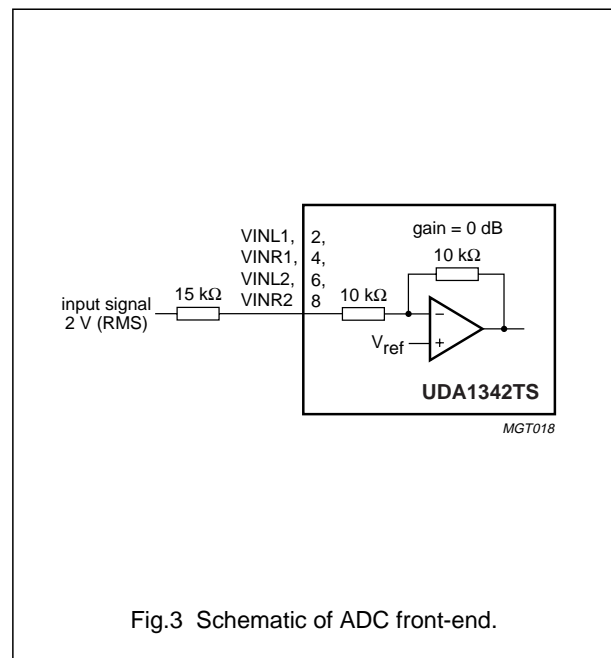 gain = 0 dB
VINL1, 2,
VINR1, 4,
VINL2, 6,
VINR2 8
10 kΩ
15 kΩ
10 kΩ
input signal
2 V (RMS)
−
+
Vref
UDA1342TS
MGT018
Fig.3 Schematic of ADC front-end.